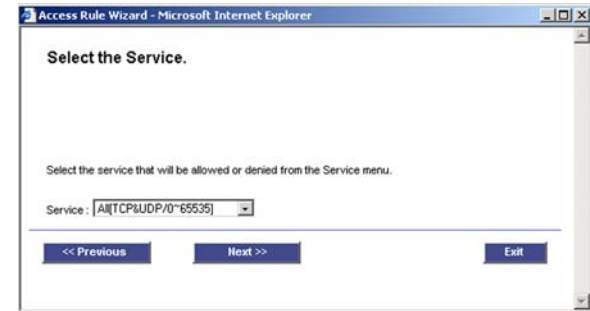 Access Rule Wizard - Microsoft Internet Explorer
Select the Service.
Select the service that will be allowed or denied from the Service menu.
Service : All[TCP&UDP/0~65535]
<< Previous Next >> Exit